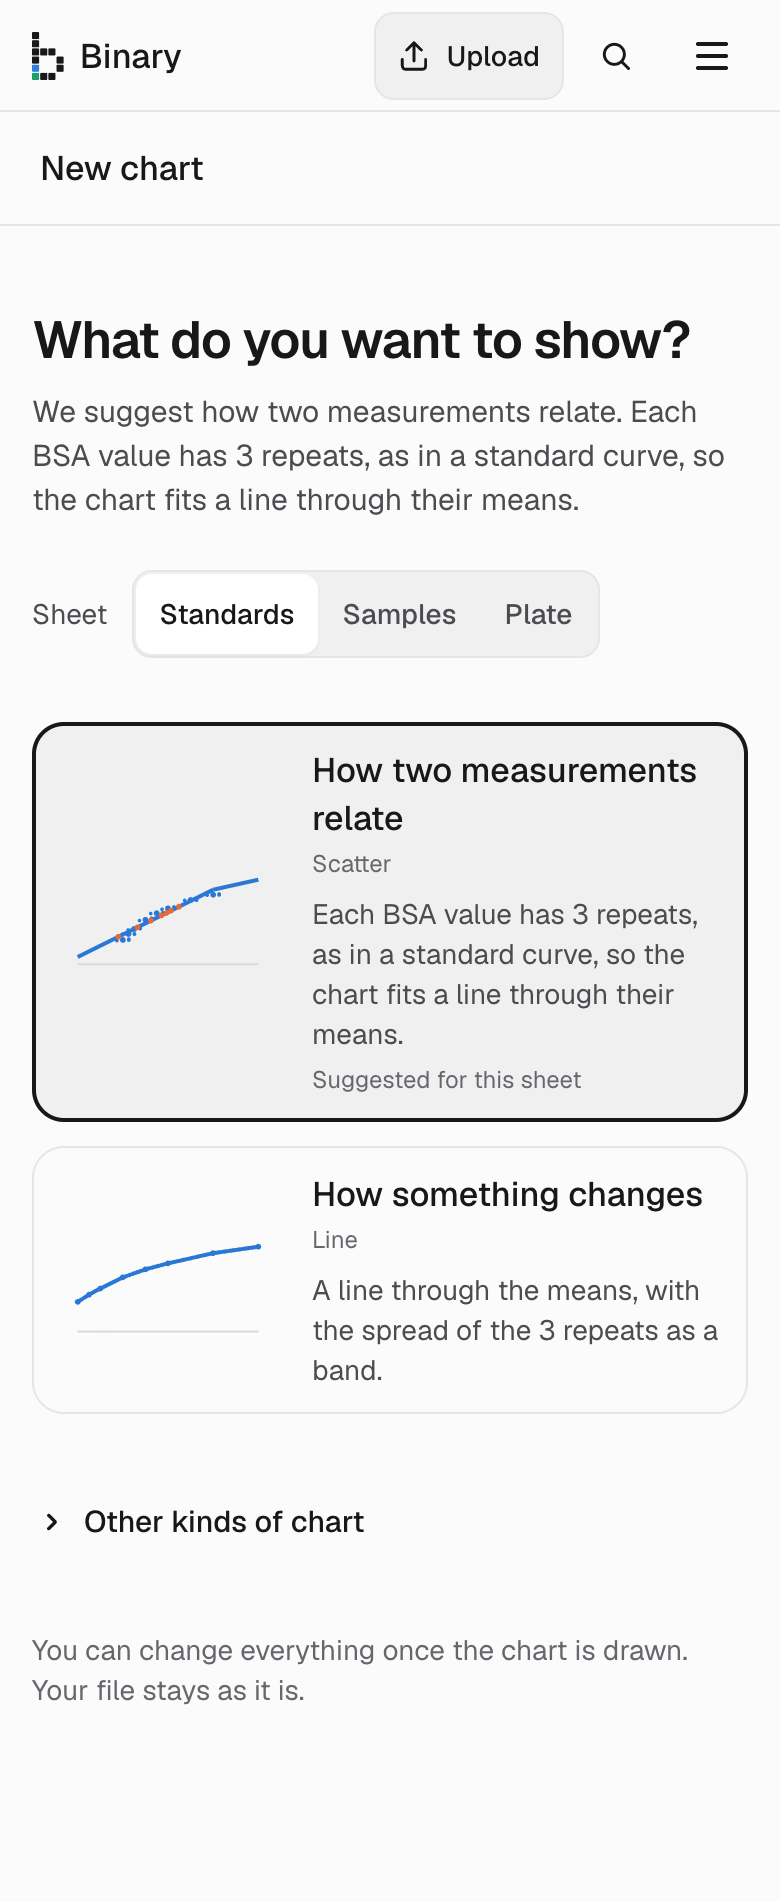 Binary
Upload
New chart
What do you want to show?
We suggest how two measurements relate. Each
BSA value has 3 repeats, as in a standard curve, so
the chart fits a line through their means.
Sheet
Standards
Samples
Plate
How two measurements
relate
Scatter
Each BSA value has 3 repeats,
as in a standard curve, so the
chart fits a line through their
means.
Suggested for this sheet
How something changes
Line
A line through the means, with
the spread of the 3 repeats as a
band.
Other kinds of chart
You can change everything once the chart is drawn.
Your file stays as it is.